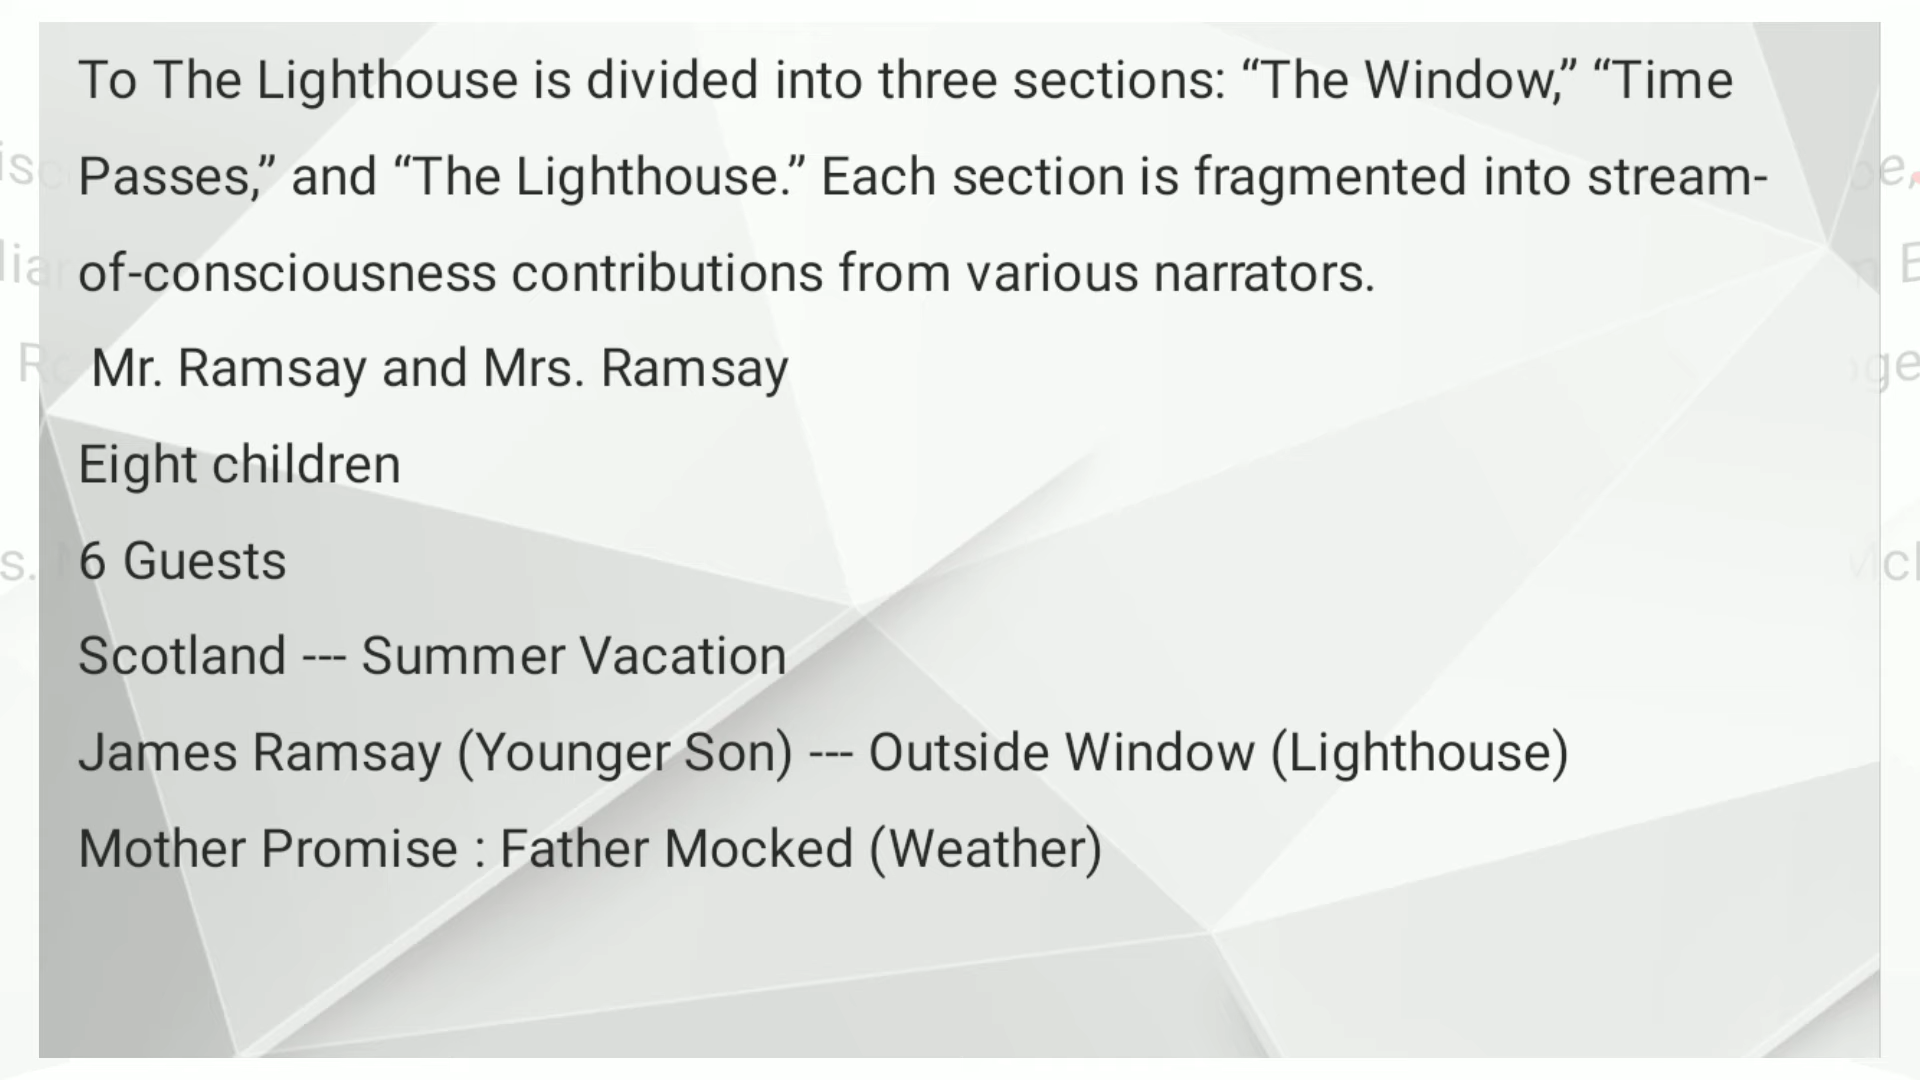 To The Lighthouse is divided into three sections: “The Window,” “Time
Passes,” and “The Lighthouse.” Each section is fragmented into stream-
of-consciousness contributions from various narrators.
Mr. Ramsay and Mrs. Ramsay
Eight children
6 Guests
Scotland --- Summer Vacation
James Ramsay (Younger Son) --- Outside Window (Lighthouse)
Mother Promise : Father Mocked (Weather)